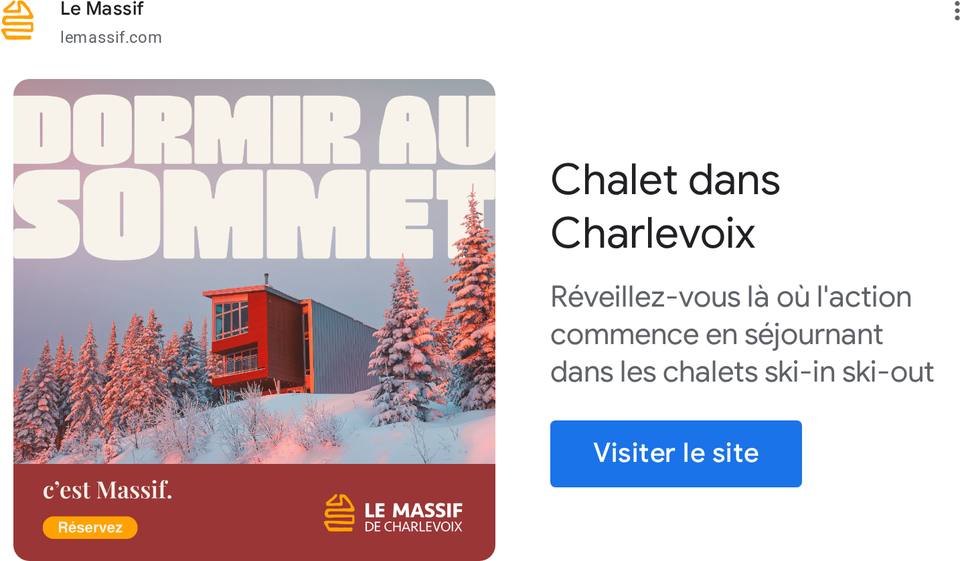 Le Massif
lemassif.com
DORMIR AU
SOMMET
c'est Massif.
Réservez
LE MASSIF
DE CHARLEVOIX
Chalet dans
Charlevoix
Réveillez-vous là où l'action
commence en séjournant
dans les chalets ski-in ski-out
Visiter le site